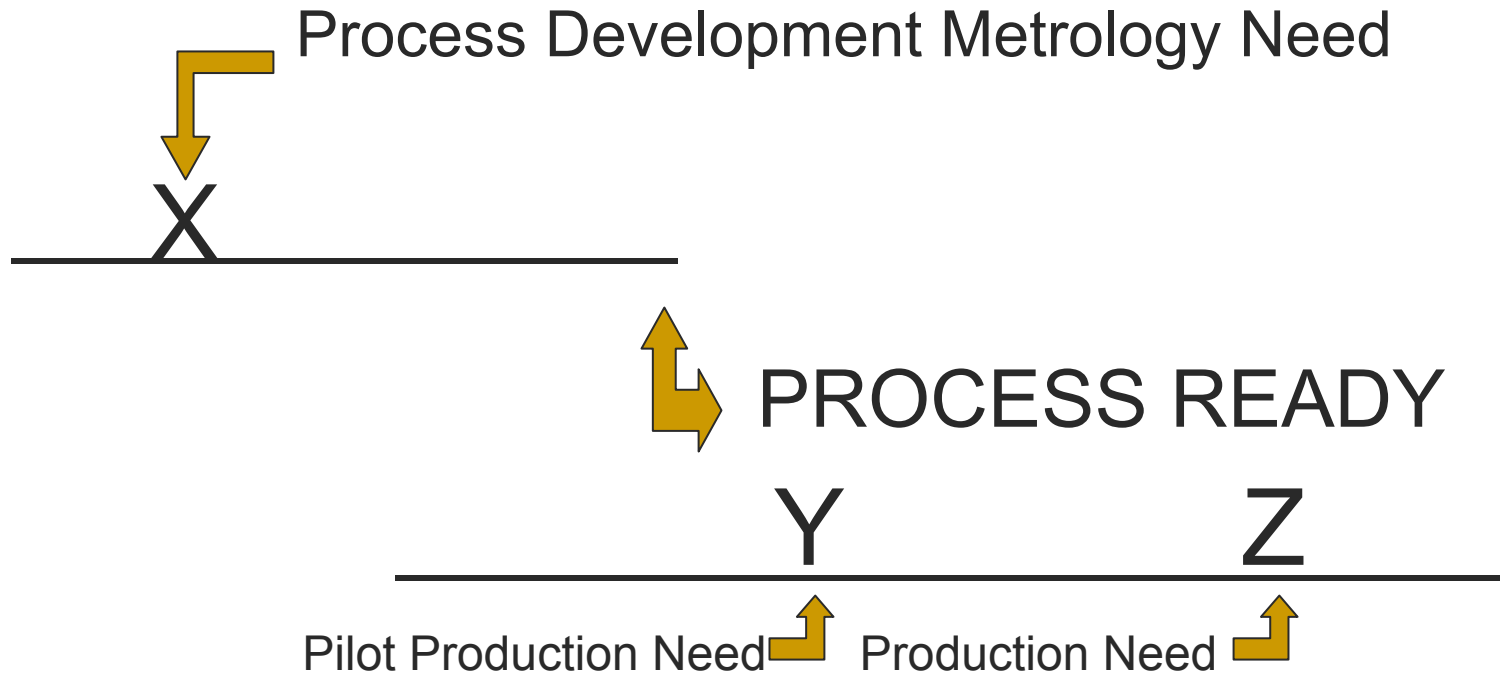 Process Development Metrology Need
X
PROCESS READY
Y Z
Pilot Production Need Production Need